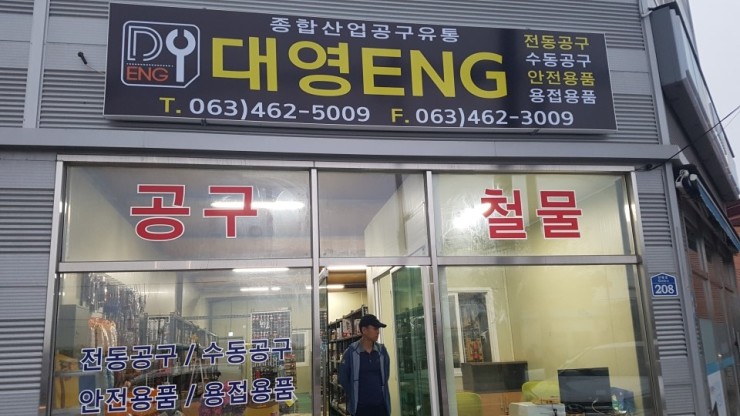 종합산업공구유통
DY ENG
대영ENG
전동공구
수동공구
안전용품
용접용품
T. 063)462-5009 F. 063)462-3009
공구 철물
208
전동공구 / 수동공구
안전용품 / 용접용품